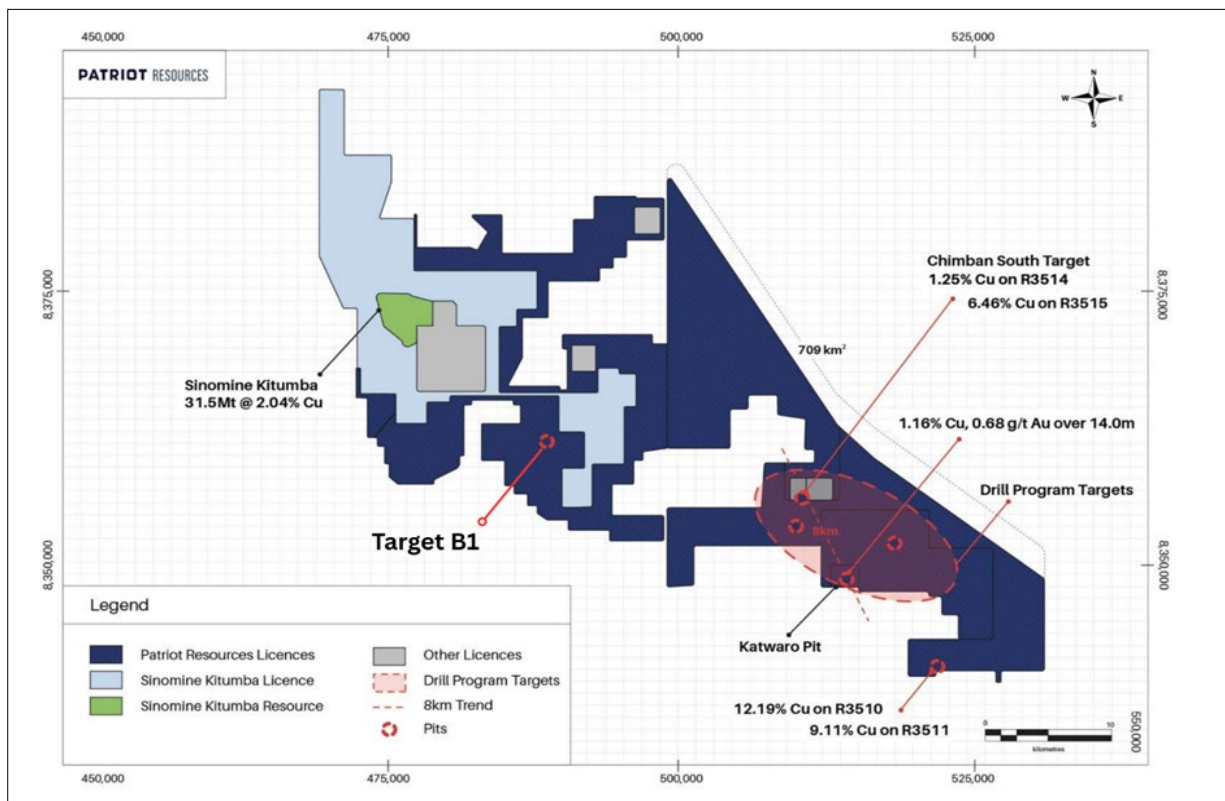 450,000
475,000
500,000
525,000
PATRIOT RESOURCES
N
W E
S
8,375,000
8,375,000
Chimban South Target
1.25% Cu on R3514
6.46% Cu on R3515
709 km²
Sinomine Kitumba
31.5Mt @ 2.04% Cu
1.16% Cu, 0.68 g/t Au over 14.0m
Drill Program Targets
Target B1
8km
8,350,000
8,350,000
Katwaro Pit
Legend
Patriot Resources Licences
Sinomine Kitumba Licence
Sinomine Kitumba Resource
Other Licences
Drill Program Targets
8km Trend
Pits
12.19% Cu on R3510
9.11% Cu on R3511
0 10
kilometres
550,000
450,000
475,000
500,000
525,000